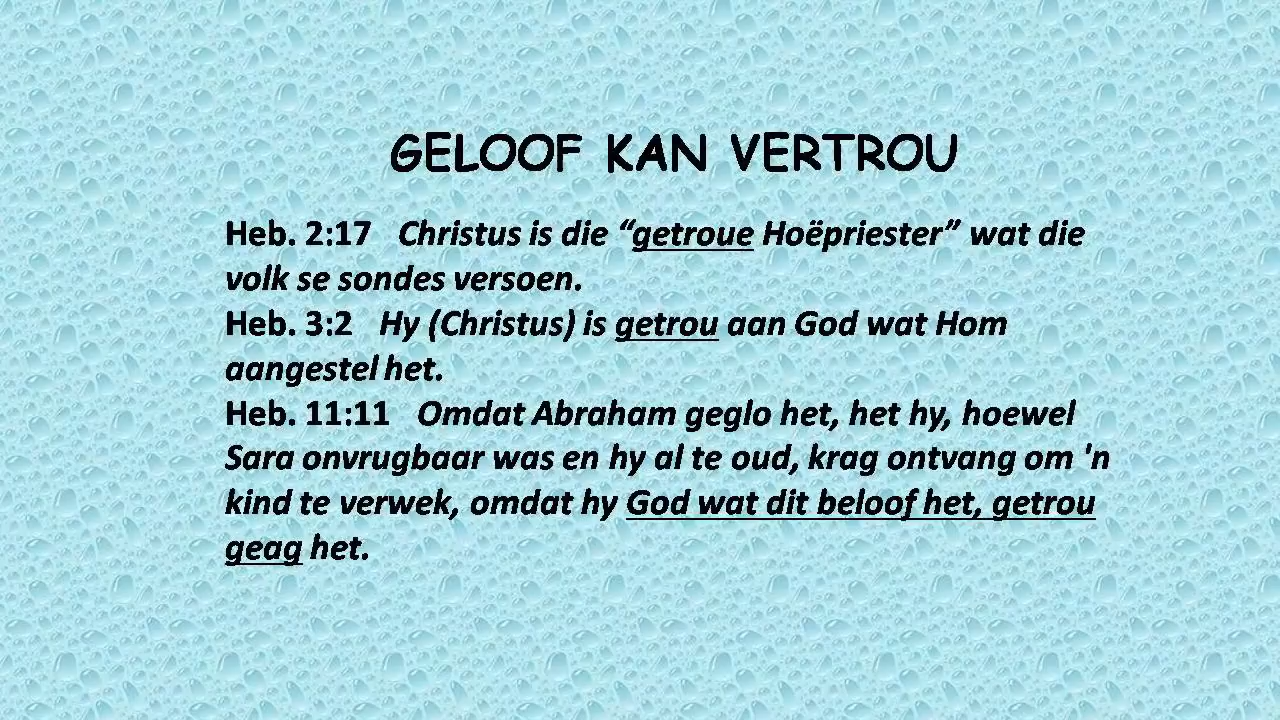 GELOOF KAN VERTROU
Heb. 2:17 Christus is die “getroue Hoëpriester” wat die
volk se sondes versoen.
Heb. 3:2 Hy (Christus) is getrou aan God wat Hom
aangestel het.
Heb. 11:11 Omdat Abraham geglo het, het hy, hoewel
Sara onvrugbaar was en hy al te oud, krag ontvang om 'n
kind te verwek, omdat hy God wat dit beloof het, getrou
geag het.